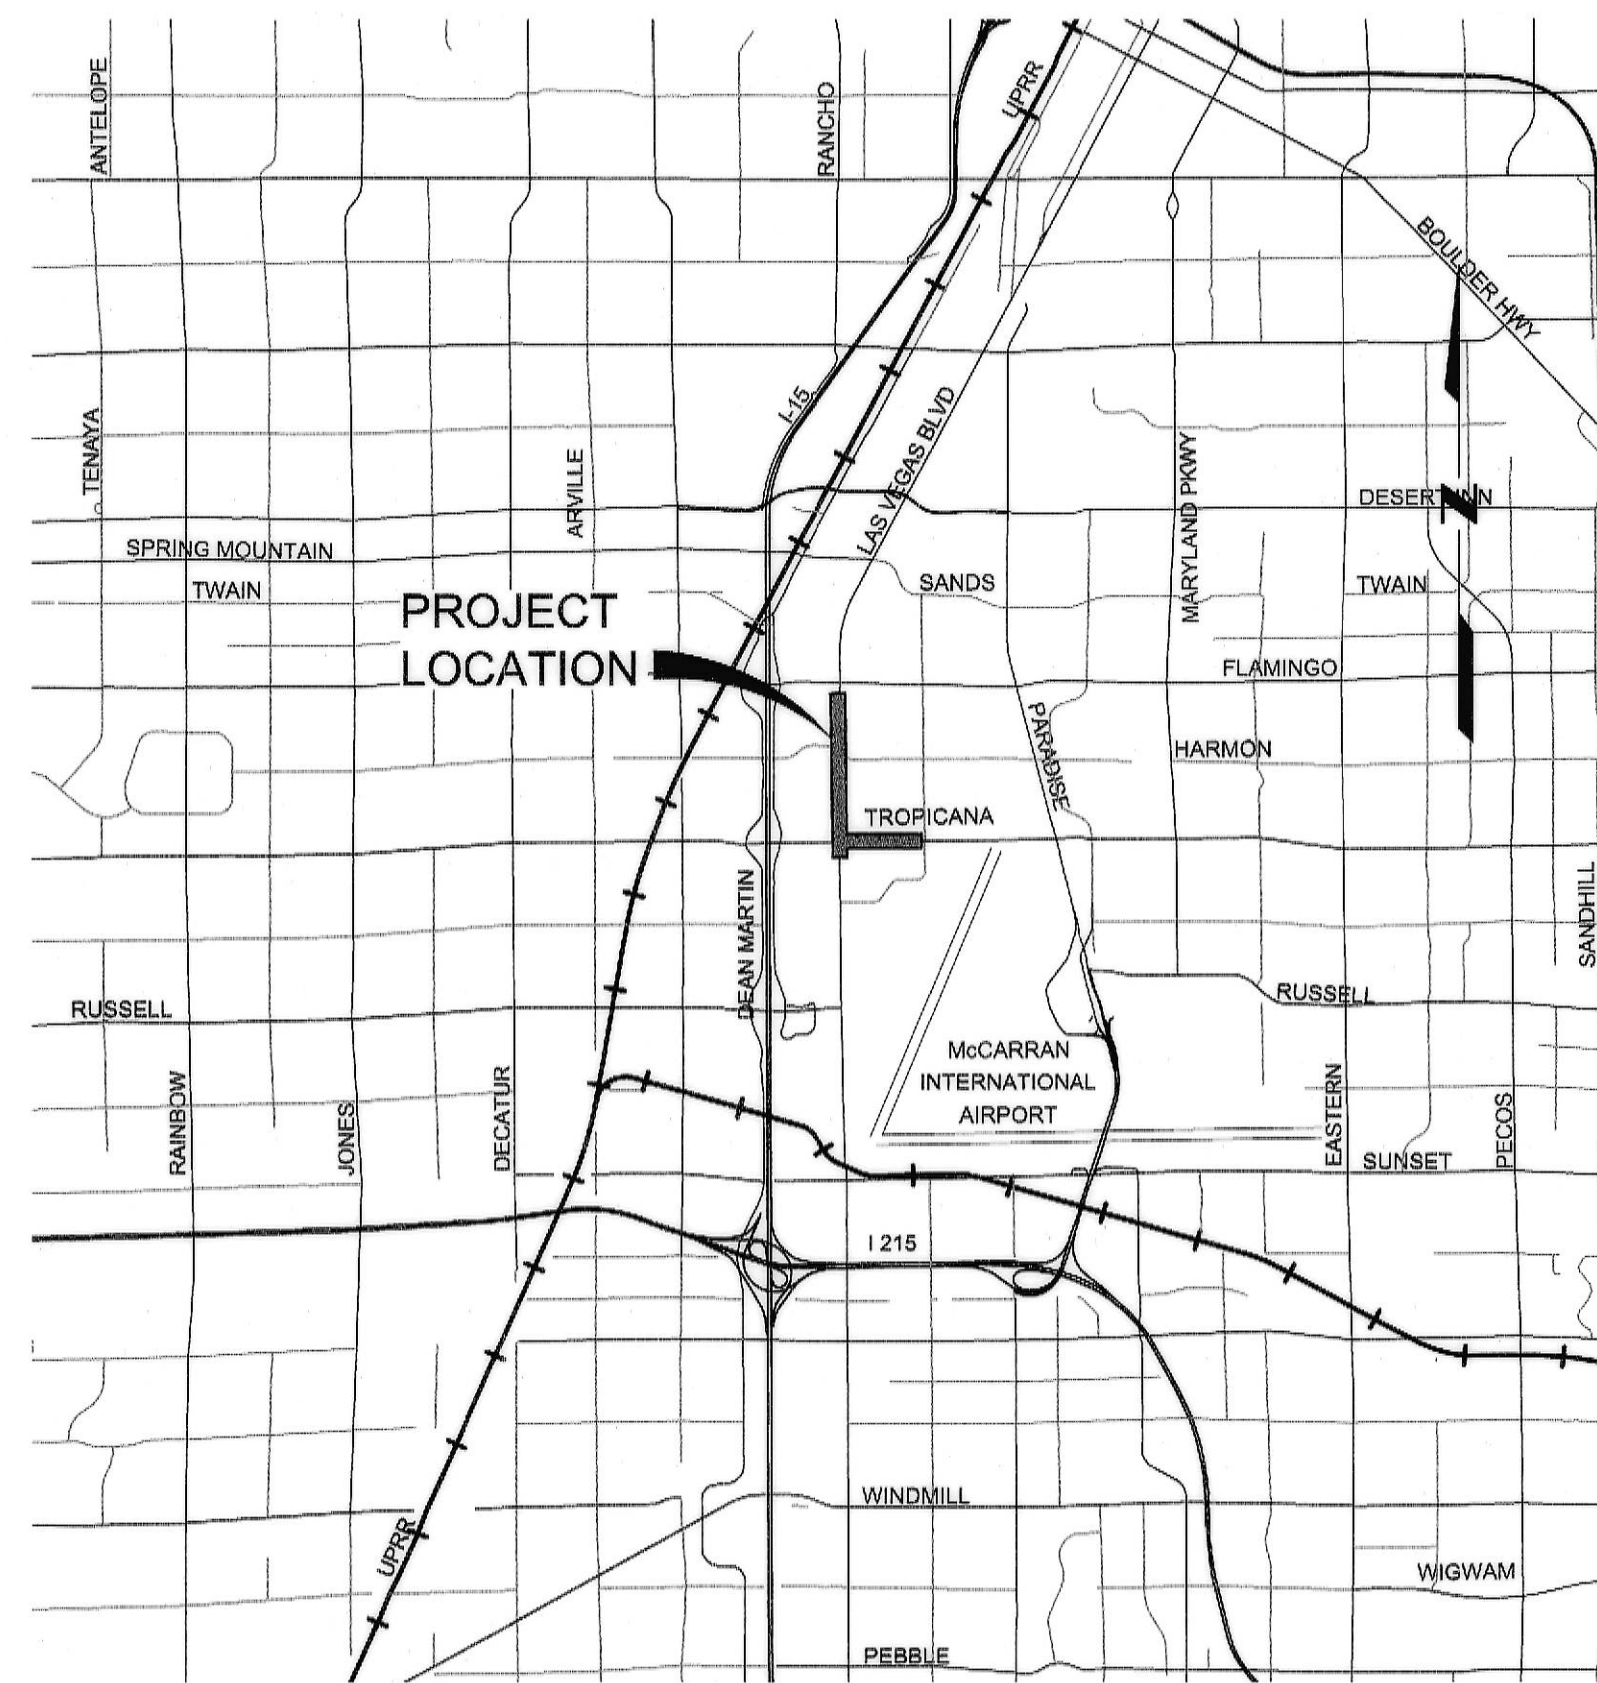 ANTELOPE
RANCHO
UPRR
BOULDER HWY
TENAYA
I-15
LAS VEGAS BLVD
ARVILLE
MARYLAND PKWY
DESERT INN
N
SPRING MOUNTAIN
TWAIN
SANDS
TWAIN
PROJECT
LOCATION
FLAMINGO
PARADISE
HARMON
TROPICANA
DEAN MARTIN
SANDHILL
RUSSELL
RUSSELL
McCARRAN
INTERNATIONAL
AIRPORT
RAINBOW
JONES
DECATUR
EASTERN
PECOS
SUNSET
I 215
WINDMILL
UPRR
WIGWAM
PEBBLE